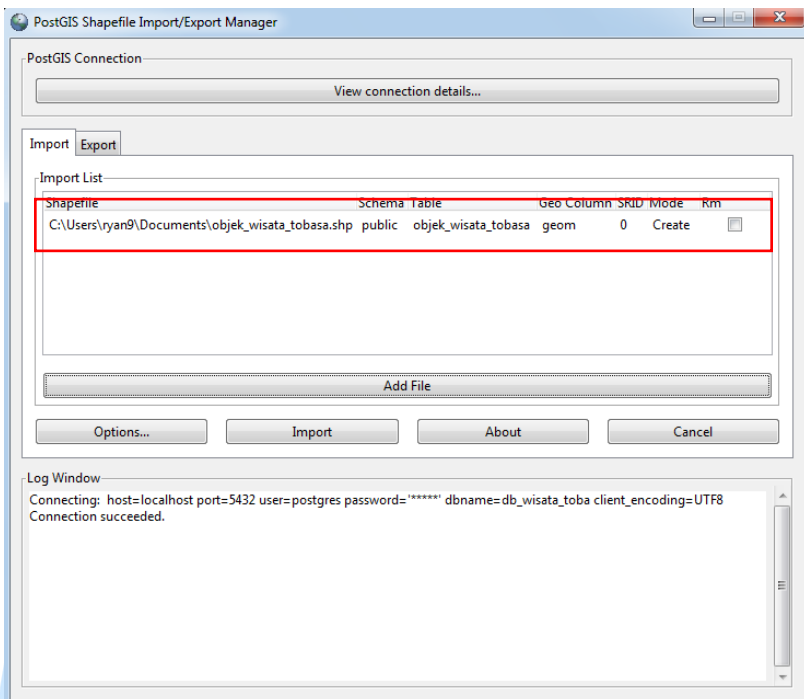 PostGIS Shapefile Import/Export Manager
PostGIS Connection
View connection details...
Import Export
Import List
Shapefile Schema Table Geo Column SRID Mode Rm
C:\Users\ryan9\Documents\objek_wisata_tobasa.shp public objek_wisata_tobasa geom 0 Create
Add File
Options... Import About Cancel
Log Window
Connecting: host=localhost port=5432 user=postgres password='*****' dbname=db_wisata_toba client_encoding=UTF8
Connection succeeded.